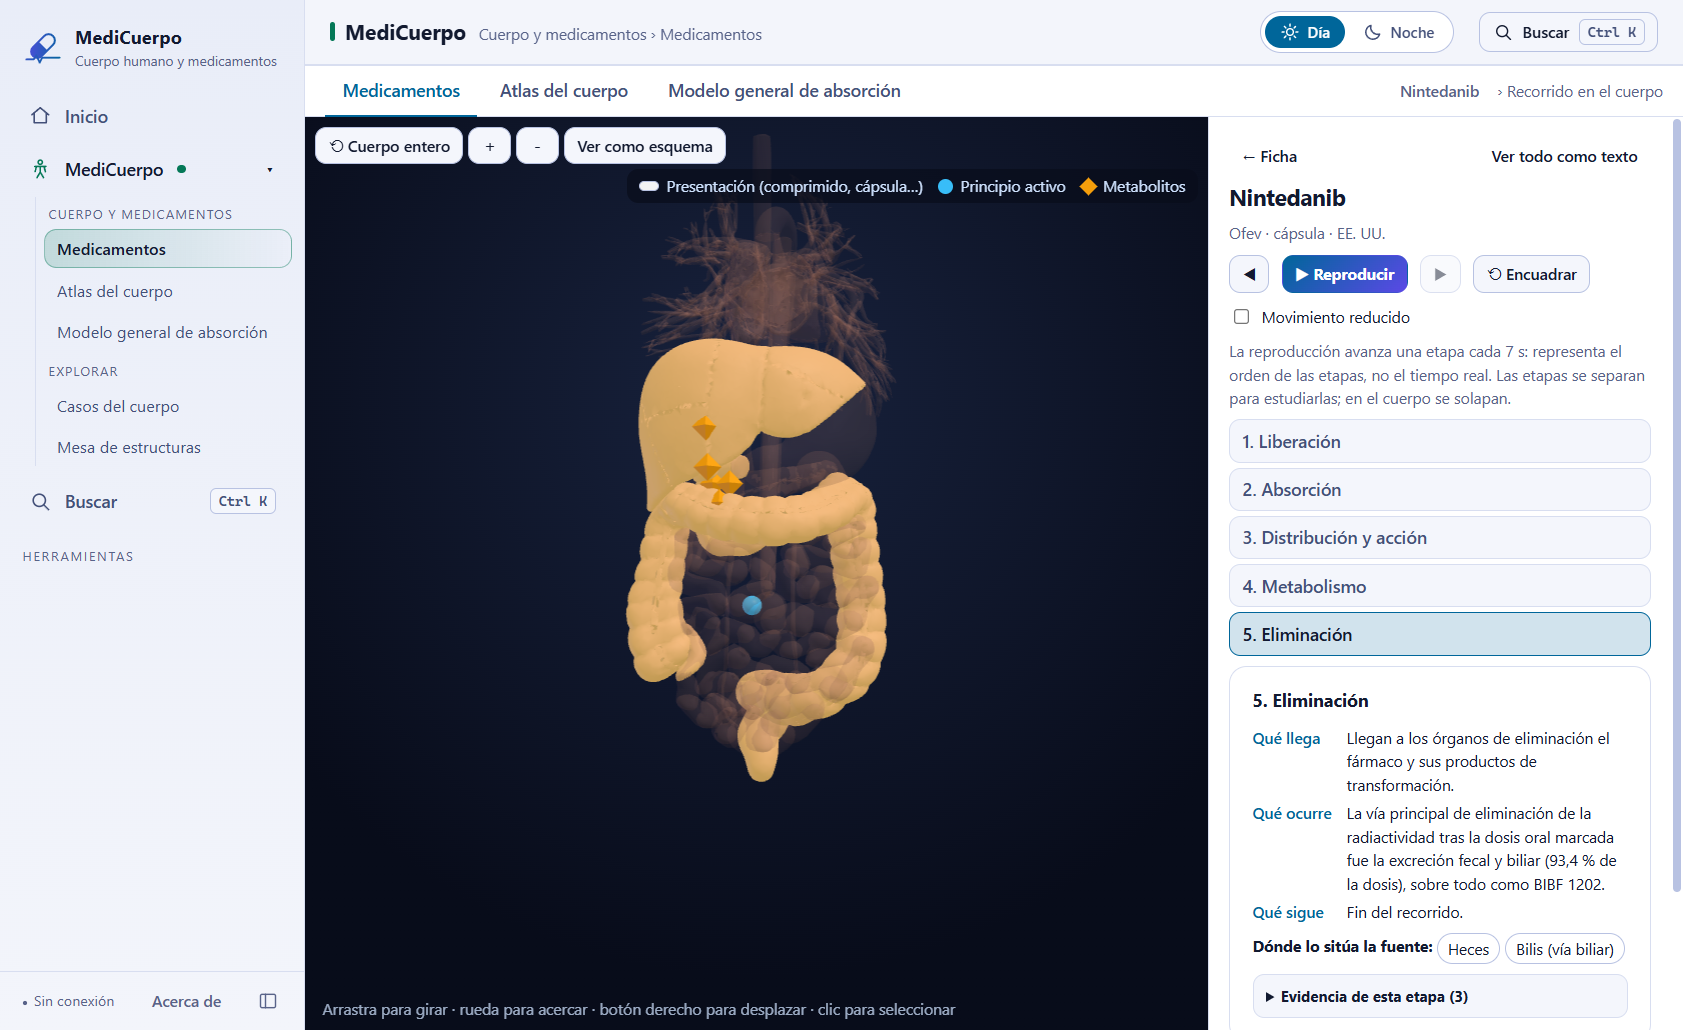 MediCuerpo
Cuerpo humano y medicamentos
Inicio
MediCuerpo
CUERPO Y MEDICAMENTOS
Medicamentos
Atlas del cuerpo
Modelo general de absorción
EXPLORAR
Casos del cuerpo
Mesa de estructuras
Buscar Ctrl K
HERRAMIENTAS
Sin conexión Acerca de
MediCuerpo Cuerpo y medicamentos › Medicamentos
Día Noche Buscar Ctrl K
Medicamentos Atlas del cuerpo Modelo general de absorción
Nintedanib › Recorrido en el cuerpo
Cuerpo entero + - Ver como esquema
Presentación (comprimido, cápsula...) Principio activo Metabolitos
Arrastra para girar · rueda para acercar · botón derecho para desplazar · clic para seleccionar
← Ficha Ver todo como texto
Nintedanib
Ofev · cápsula · EE. UU.
◀ ▶ Reproducir ▶ Encuadrar
Movimiento reducido
La reproducción avanza una etapa cada 7 s: representa el
orden de las etapas, no el tiempo real. Las etapas se separan
para estudiarlas; en el cuerpo se solapan.
1. Liberación
2. Absorción
3. Distribución y acción
4. Metabolismo
5. Eliminación
5. Eliminación
Qué llega Llegan a los órganos de eliminación el
fármaco y sus productos de
transformación.
Qué ocurre La vía principal de eliminación de la
radiactividad tras la dosis oral marcada
fue la excreción fecal y biliar (93,4 % de
la dosis), sobre todo como BIBF 1202.
Qué sigue Fin del recorrido.
Dónde lo sitúa la fuente: Heces Bilis (vía biliar)
▶ Evidencia de esta etapa (3)